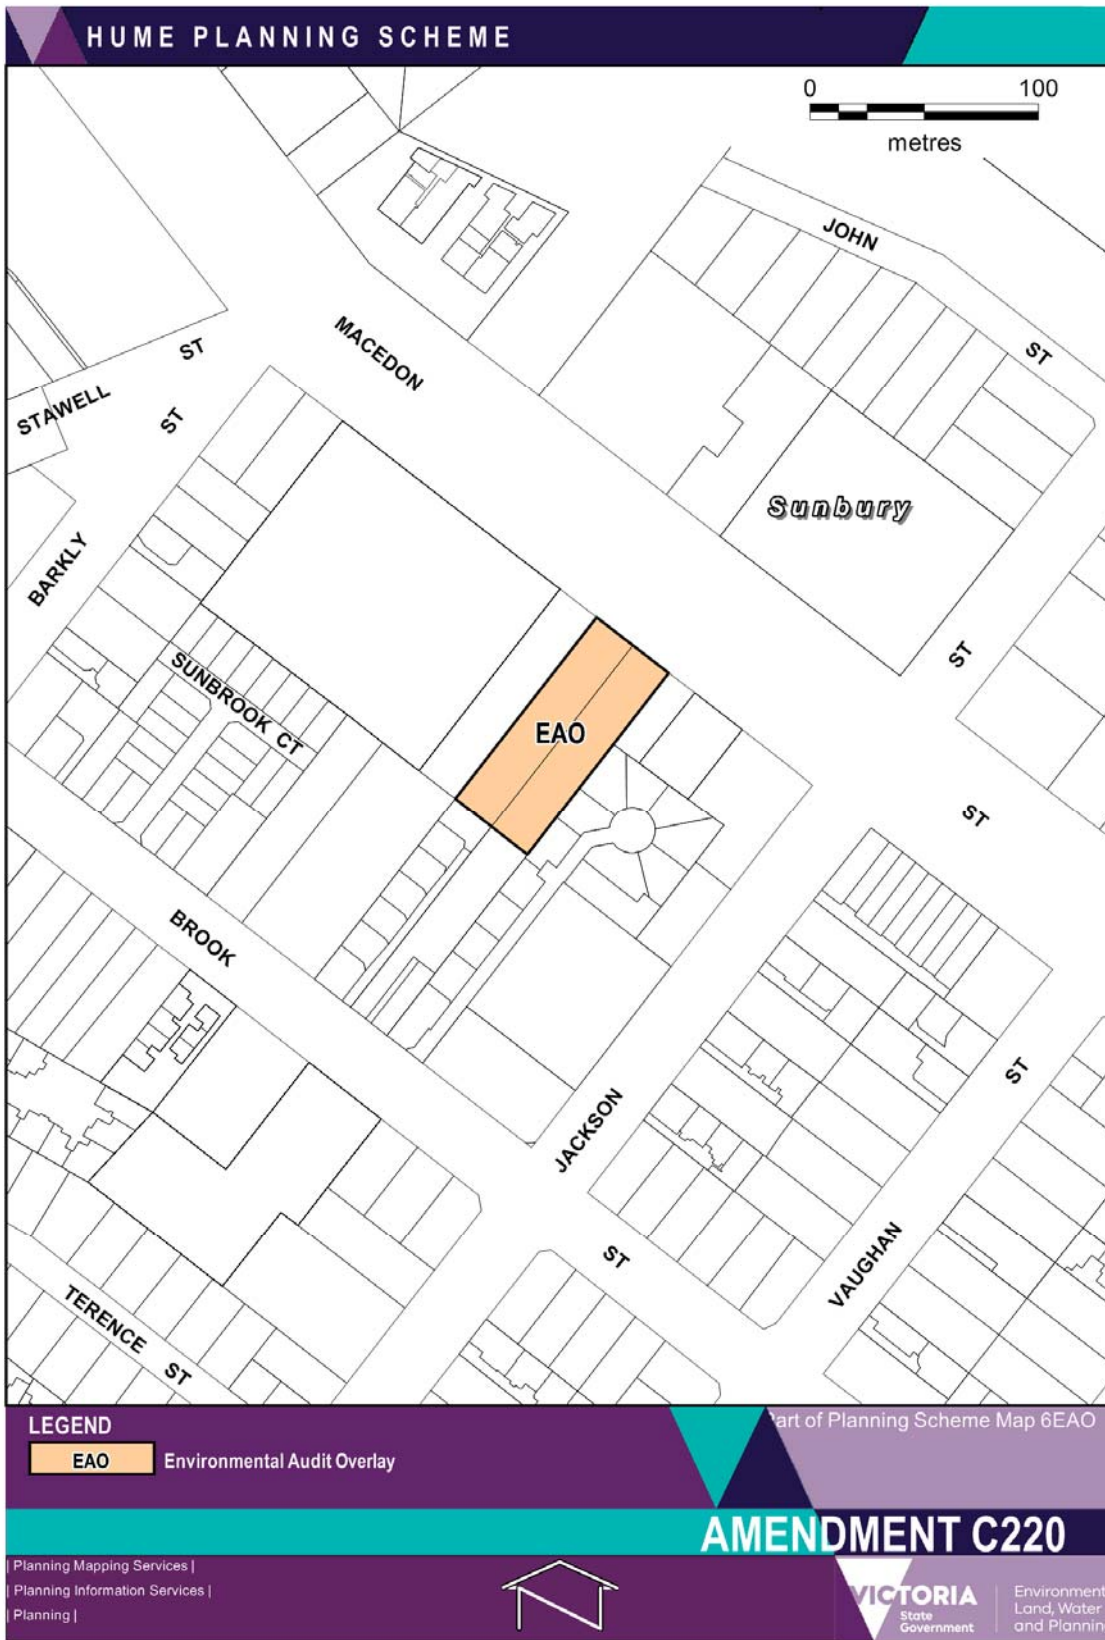 HUME PLANNING SCHEME
0 100
metres
JOHN
ST
MACEDON
ST
STAWELL
ST
Sunbury
BARKLY
ST
SUNBROOK CT
EAO
ST
BROOK
JACKSON
ST
ST
VAUGHAN
TERENCE ST
LEGEND
EAO Environmental Audit Overlay
art of Planning Scheme Map 6EAO
AMENDMENT C220
| Planning Mapping Services |
| Planning Information Services |
| Planning |
VICTORIA
State
Government
Environment
Land, Water
and Planning